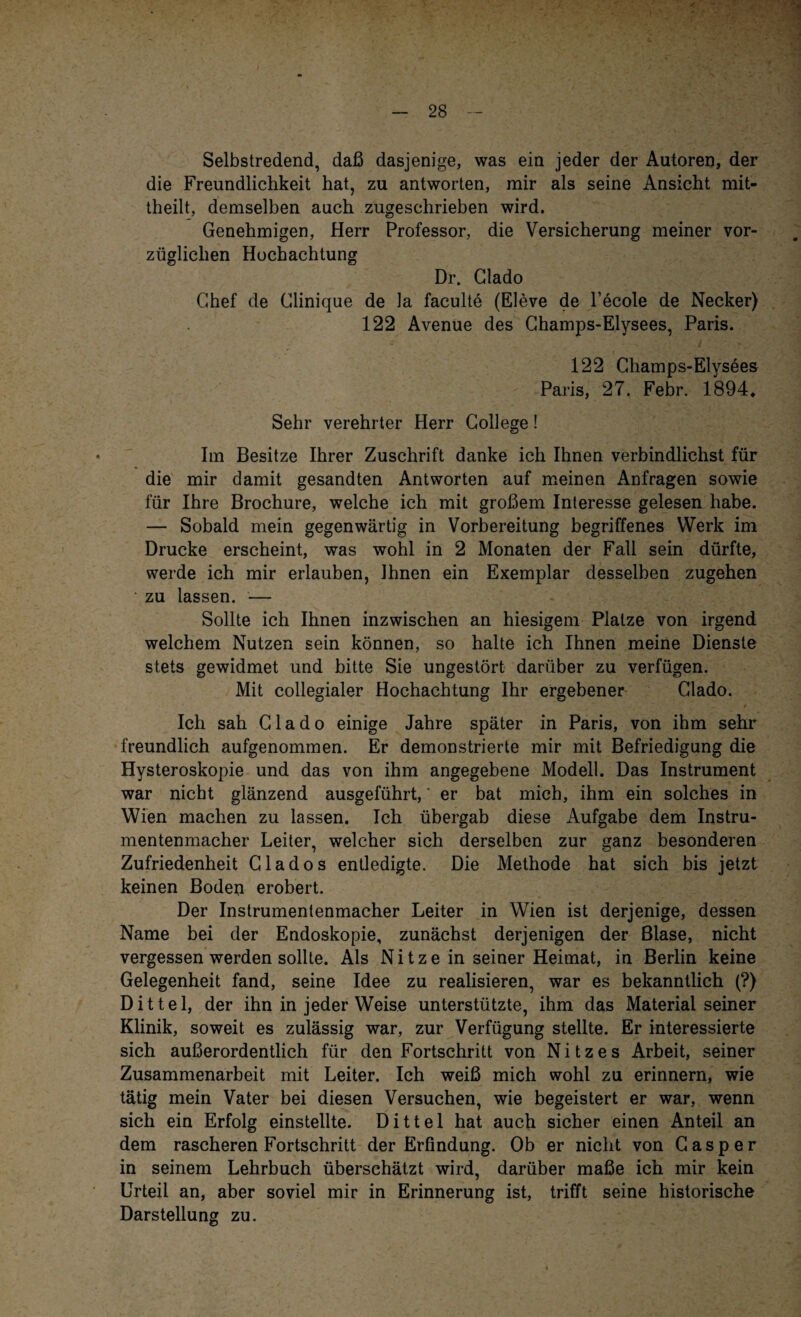 — 28 —
Selbstredend, daß dasjenige, was ein jeder der Autoren, der
die Freundlichkeit hat, zu antworten, mir als seine Ansicht mit-
theilt, demselben auch zugeschrieben wird.
Genehmigen, Herr Professor, die Versicherung meiner vor-
züglichen Hochachtung
Dr. Clado
Chef de Clinique de la faculté (Elève de l'école de Necker)
122 Avenue des Champs-Elysees, Paris.
122 Champs-Elysées
Paris, 27. Febr. 1894.
Sehr verehrter Herr College!
Im Besitze Ihrer Zuschrift danke ich Ihnen verbindlichst für
die mir damit gesandten Antworten auf meinen Anfragen sowie
für Ihre Brochure, welche ich mit großem Interesse gelesen habe.
— Sobald mein gegenwärtig in Vorbereitung begriffenes Werk im
Drucke erscheint, was wohl in 2 Monaten der Fall sein dürfte,
werde ich mir erlauben, Ihnen ein Exemplar desselben zugehen
zu lassen. —
Sollte ich Ihnen inzwischen an hiesigem Platze von irgend
welchem Nutzen sein können, so halte ich Ihnen meine Dienste
stets gewidmet und bitte Sie ungestört darüber zu verfügen.
Mit collegialer Hochachtung Ihr ergebener Clado.
Ich sah Clado einige Jahre später in Paris, von ihm sehr
freundlich aufgenommen. Er demonstrierte mir mit Befriedigung die
Hysteroskopie und das von ihm angegebene Modell. Das Instrument
war nicht glänzend ausgeführt, er bat mich, ihm ein solches in
Wien machen zu lassen. Ich übergab diese Aufgabe dem Instru-
mentenmacher Leiter, welcher sich derselben zur ganz besonderen
Zufriedenheit Clados entledigte. Die Methode hat sich bis jetzt
keinen Boden erobert.
Der Instrumentenmacher Leiter in Wien ist derjenige, dessen
Name bei der Endoskopie, zunächst derjenigen der Blase, nicht
vergessen werden sollte. Als Nitze in seiner Heimat, in Berlin keine
Gelegenheit fand, seine Idee zu realisieren, war es bekanntlich (?)
Dittel, der ihn in jeder Weise unterstützte, ihm das Material seiner
Klinik, soweit es zulässig war, zur Verfügung stellte. Er interessierte
sich außerordentlich für den Fortschritt von Nitzes Arbeit, seiner
Zusammenarbeit mit Leiter. Ich weiß mich wohl zu erinnern, wie
tätig mein Vater bei diesen Versuchen, wie begeistert er war, wenn
sich ein Erfolg einstellte. Dittel hat auch sicher einen Anteil an
dem rascheren Fortschritt der Erfindung. Ob er nicht von Casper
in seinem Lehrbuch überschätzt wird, darüber maße ich mir kein
Urteil an, aber soviel mir in Erinnerung ist, trifft seine historische
Darstellung zu.